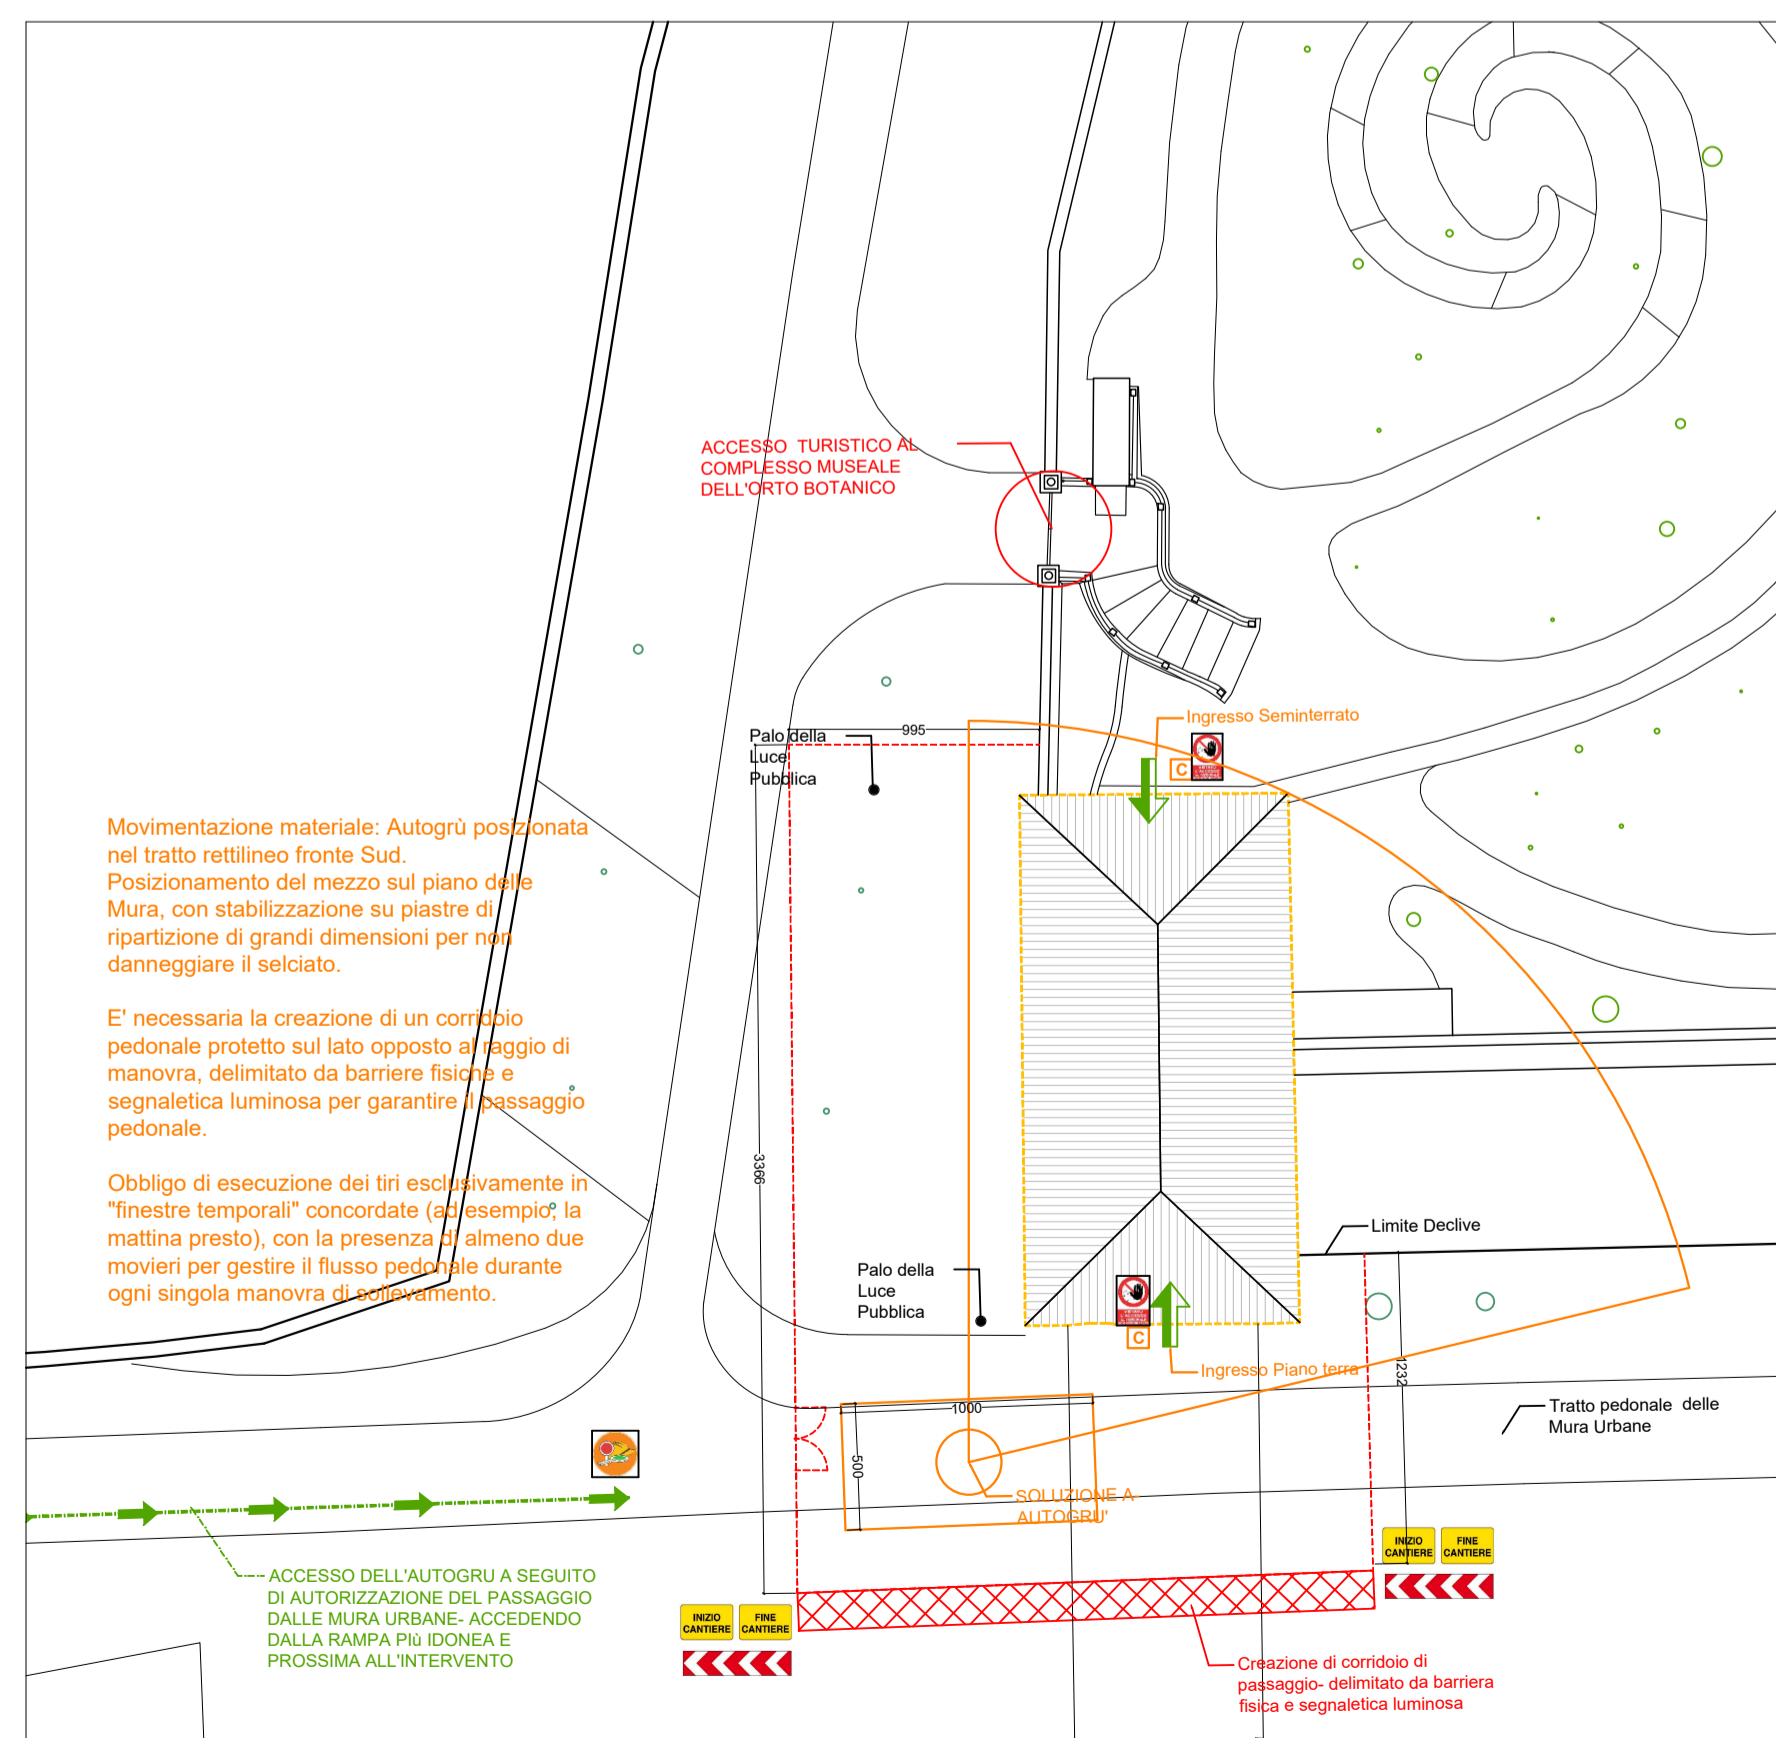 ACCESSO  TURISTICO AL
COMPLESSO MUSEALE
DELL'ORTO BOTANICO
Ingresso Seminterrato
C
995
Palo della
Luce
Pubblica
Movimentazione materiale: Autogrù posizionata
nel tratto rettilineo fronte Sud.
Posizionamento del mezzo sul piano delle
Mura, con stabilizzazione su piastre di
ripartizione di grandi dimensioni per non
danneggiare il selciato.
E' necessaria la creazione di un corridoio
pedonale protetto sul lato opposto al raggio di
manovra, delimitato da barriere fisiche e
segnaletica luminosa per garantire il passaggio
pedonale.
Obbligo di esecuzione dei tiri esclusivamente in
"finestre temporali" concordate (ad esempio, la
mattina presto), con la presenza di almeno due
movieri per gestire il flusso pedonale durante
ogni singola manovra di sollevamento.
3366
Limite Declive
Palo della
Luce
Pubblica
C
Ingresso Piano terra
1232
1000
500
Tratto pedonale  delle
Mura Urbane
SOLUZIONE A-
AUTOGRU'
ACCESSO DELL'AUTOGRU A SEGUITO
DI AUTORIZZAZIONE DEL PASSAGGIO
DALLE MURA URBANE- ACCEDENDO
DALLA RAMPA PIù IDONEA E
PROSSIMA ALL'INTERVENTO
INIZIO
CANTIERE
FINE
CANTIERE
INIZIO
CANTIERE
FINE
CANTIERE
Creazione di corridoio di
passaggio- delimitato da barriera
fisica e segnaletica luminosa